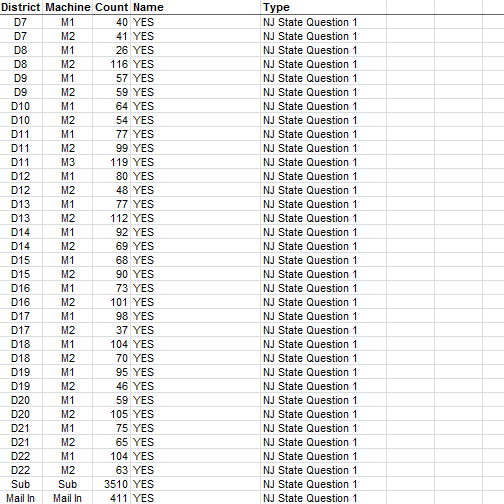 District Machine Count Name Type
D7 M1 40 YES NJ State Question 1
D7 M2 41 YES NJ State Question 1
D8 M1 26 YES NJ State Question 1
D8 M2 116 YES NJ State Question 1
D9 M1 57 YES NJ State Question 1
D9 M2 59 YES NJ State Question 1
D10 M1 64 YES NJ State Question 1
D10 M2 54 YES NJ State Question 1
D11 M1 77 YES NJ State Question 1
D11 M2 99 YES NJ State Question 1
D11 M3 119 YES NJ State Question 1
D12 M1 80 YES NJ State Question 1
D12 M2 48 YES NJ State Question 1
D13 M1 77 YES NJ State Question 1
D13 M2 112 YES NJ State Question 1
D14 M1 92 YES NJ State Question 1
D14 M2 69 YES NJ State Question 1
D15 M1 68 YES NJ State Question 1
D15 M2 90 YES NJ State Question 1
D16 M1 73 YES NJ State Question 1
D16 M2 101 YES NJ State Question 1
D17 M1 98 YES NJ State Question 1
D17 M2 37 YES NJ State Question 1
D18 M1 104 YES NJ State Question 1
D18 M2 70 YES NJ State Question 1
D19 M1 95 YES NJ State Question 1
D19 M2 46 YES NJ State Question 1
D20 M1 59 YES NJ State Question 1
D20 M2 105 YES NJ State Question 1
D21 M1 75 YES NJ State Question 1
D21 M2 65 YES NJ State Question 1
D22 M1 104 YES NJ State Question 1
D22 M2 63 YES NJ State Question 1
Sub Sub 3510 YES NJ State Question 1
Mail In Mail In 411 YES NJ State Question 1